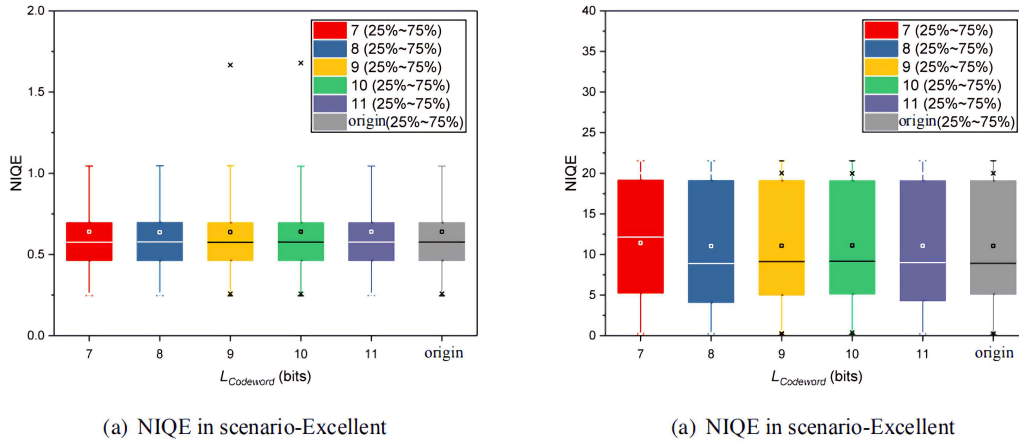 2.0
1.5
1.0
0.5
0.0
NIQE
7 (25%~75%)
8 (25%~75%)
9 (25%~75%)
10 (25%~75%)
11 (25%~75%)
origin(25%~75%)
7 8 9 10 11 origin
L_Codeword (bits)
(a) NIQE in scenario-Excellent
40
35
30
25
20
15
10
5
0
NIQE
7 (25%~75%)
8 (25%~75%)
9 (25%~75%)
10 (25%~75%)
11 (25%~75%)
origin (25%~75%)
7 8 9 10 11 origin
L_Codeword (bits)
(a) NIQE in scenario-Excellent